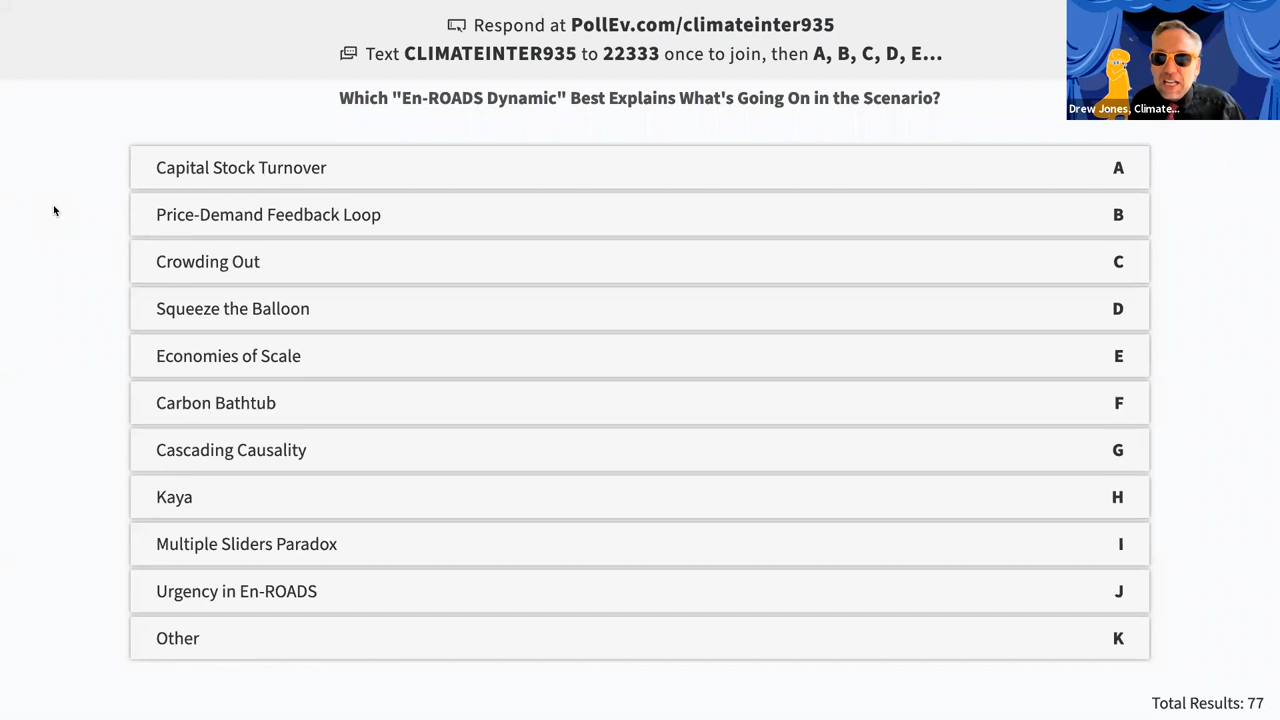 Respond at PollEv.com/climateinter935
Text CLIMATEINTER935 to 22333 once to join, then A, B, C, D, E...
Drew Jones, Climate...
Which "En-ROADS Dynamic" Best Explains What's Going On in the Scenario?
Capital Stock Turnover A
Price-Demand Feedback Loop B
Crowding Out C
Squeeze the Balloon D
Economies of Scale E
Carbon Bathtub F
Cascading Causality G
Kaya H
Multiple Sliders Paradox I
Urgency in En-ROADS J
Other K
Total Results: 77